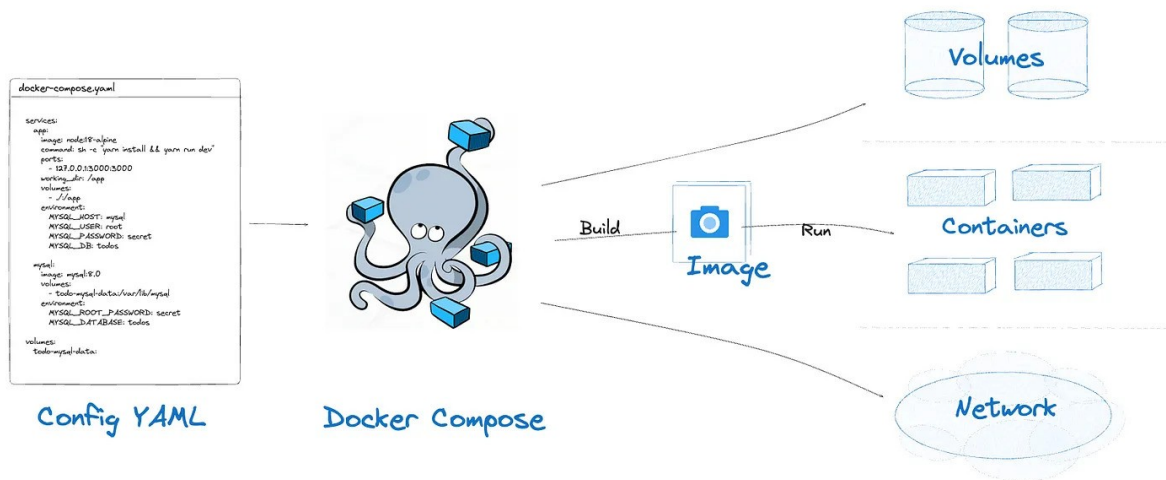 docker-compose.yaml
services:
app:
image: node:18-alpine
command: sh -c "yarn install && yarn run dev"
ports:
- 127.0.0.1:3000:3000
working_dir: /app
volumes:
- ./:/app
environment:
MYSQL_HOST: mysql
MYSQL_USER: root
MYSQL_PASSWORD: secret
MYSQL_DB: todos
mysql:
image: mysql:8.0
volumes:
- todo-mysql-data:/var/lib/mysql
environment:
MYSQL_ROOT_PASSWORD: secret
MYSQL_DATABASE: todos
volumes:
todo-mysql-data:
Config YAML
Docker Compose
Build
Image
Run
Volumes
Containers
Network